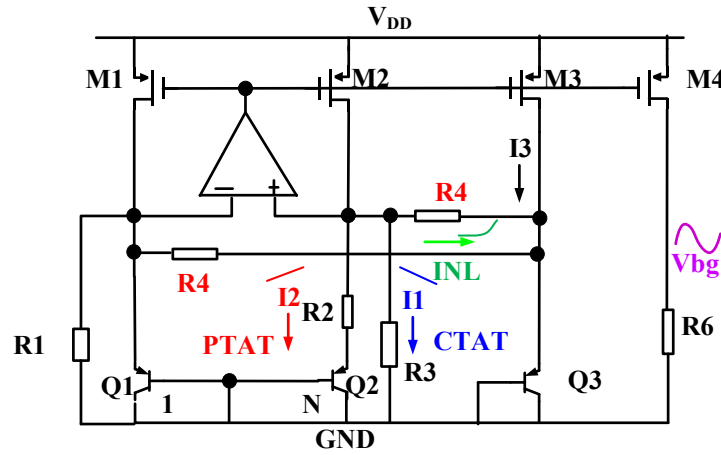 V_DD
M1
M2
M3
M4
−
+
I3
R4
R4
INL
Vbg
I2
R2
I1
R1
PTAT
CTAT
R6
R3
Q1
Q2
Q3
1
N
GND